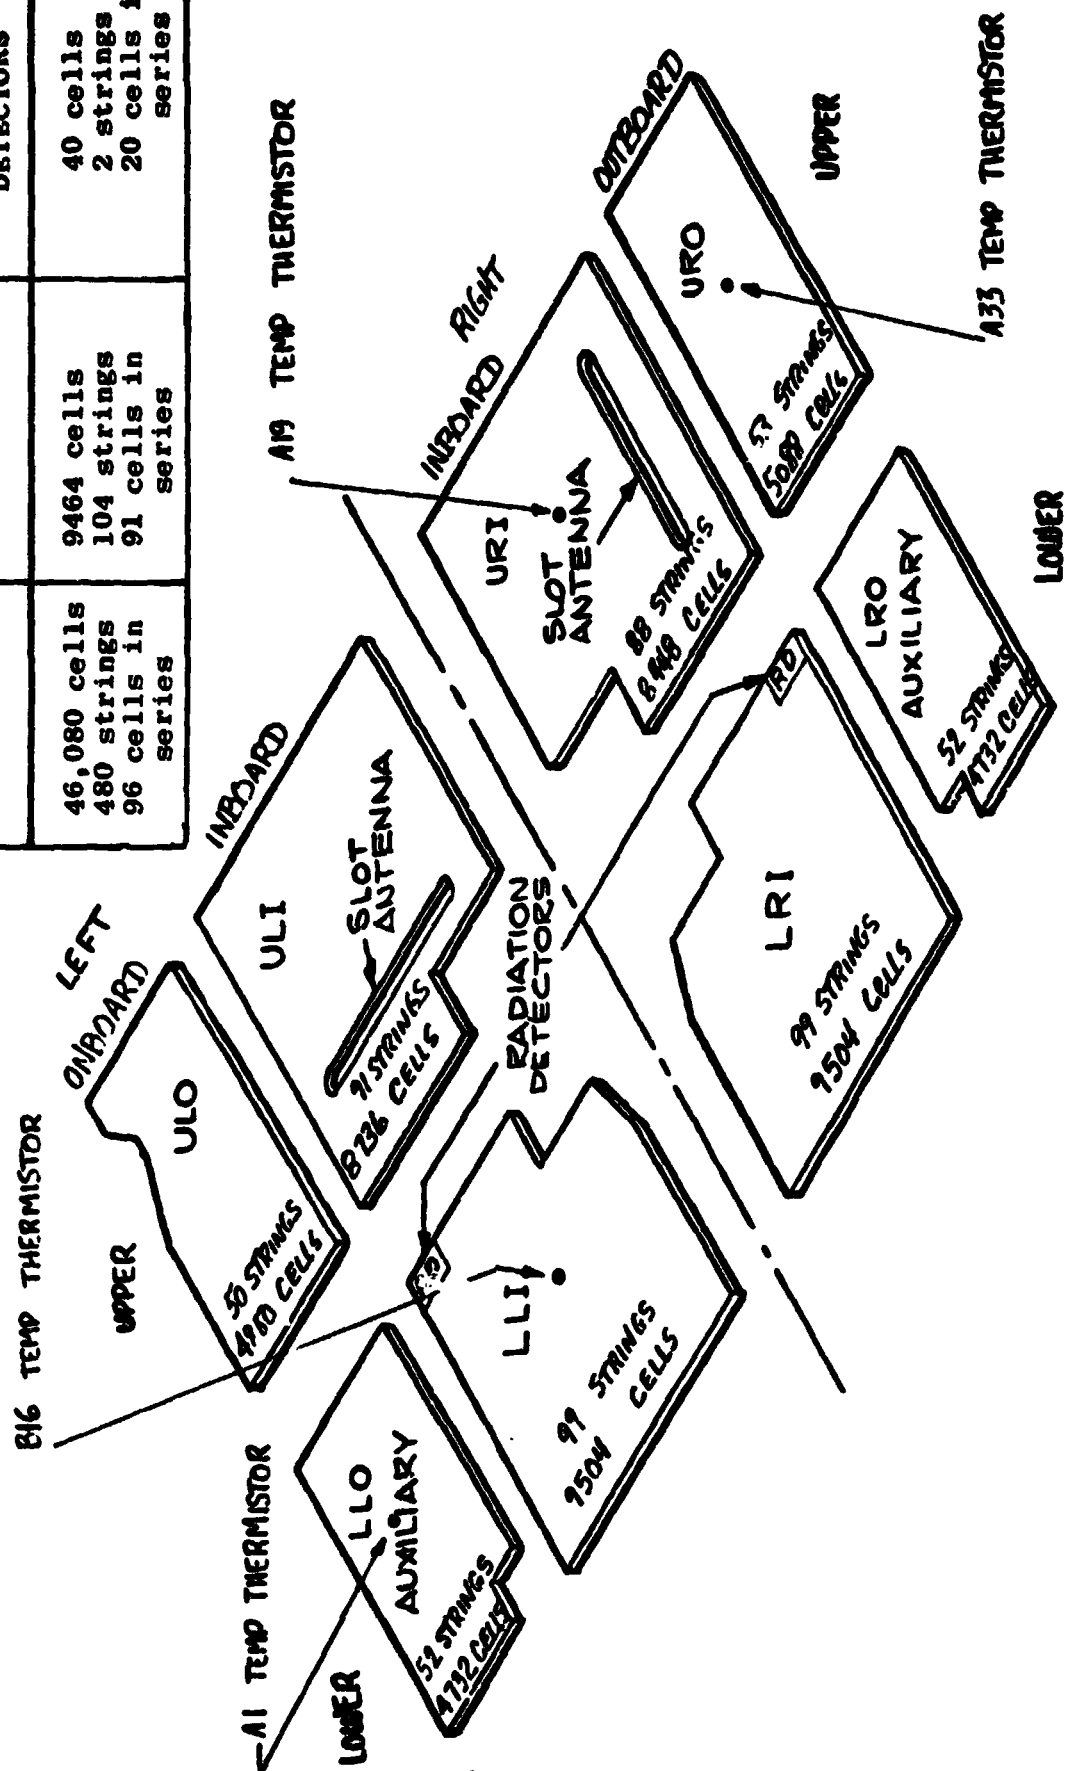 46,080 cells
480 strings
96 cells in
series
9464 cells
104 strings
91 cells in
series
DETECTORS
40 cells
2 strings
20 cells i
series
B16 TEMP THERMISTOR
LEFT
ONBOARD
UPPER
ULO
50 STRINGS
CELLS
INBOARD
ULI
SLOT
ANTENNA
91 STRINGS
8736 CELLS
A19 TEMP THERMISTOR
RIGHT
INBOARD
URI
SLOT
ANTENNA
88 STRINGS
8448 CELLS
OUTBOARD
URO
UPPER
53 STRINGS
5088 CELLS
A33 TEMP THERMISTOR
A1 TEMP THERMISTOR
LOWER
LLO
AUXILIARY
52 STRINGS
4732 CELLS
RD
LLI
99 STRINGS
9504 CELLS
RADIATION
DETECTORS
RD
LRI
99 STRINGS
9504 CELLS
LRO
AUXILIARY
52 STRINGS
4732 CELLS
LOWER